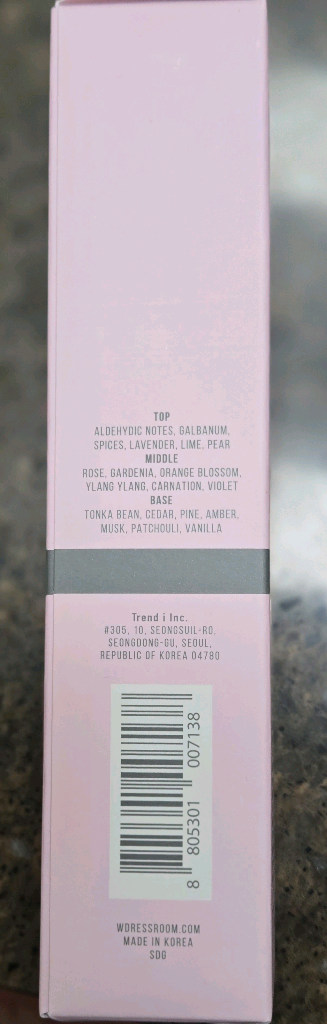 TOP
ALDEHYDIC NOTES, GALBANUM,
SPICES, LAVENDER, LIME, PEAR
MIDDLE
ROSE, GARDENIA, ORANGE BLOSSOM,
YLANG YLANG, CARNATION, VIOLET
BASE
TONKA BEAN, CEDAR, PINE, AMBER,
MUSK, PATCHOULI, VANILLA
Trend i Inc.
#305, 10, SEONGSUIL-RO,
SEONGDONG-GU, SEOUL,
REPUBLIC OF KOREA 04780
8 805301 007138
WDRESSROOM.COM
MADE IN KOREA
SDG